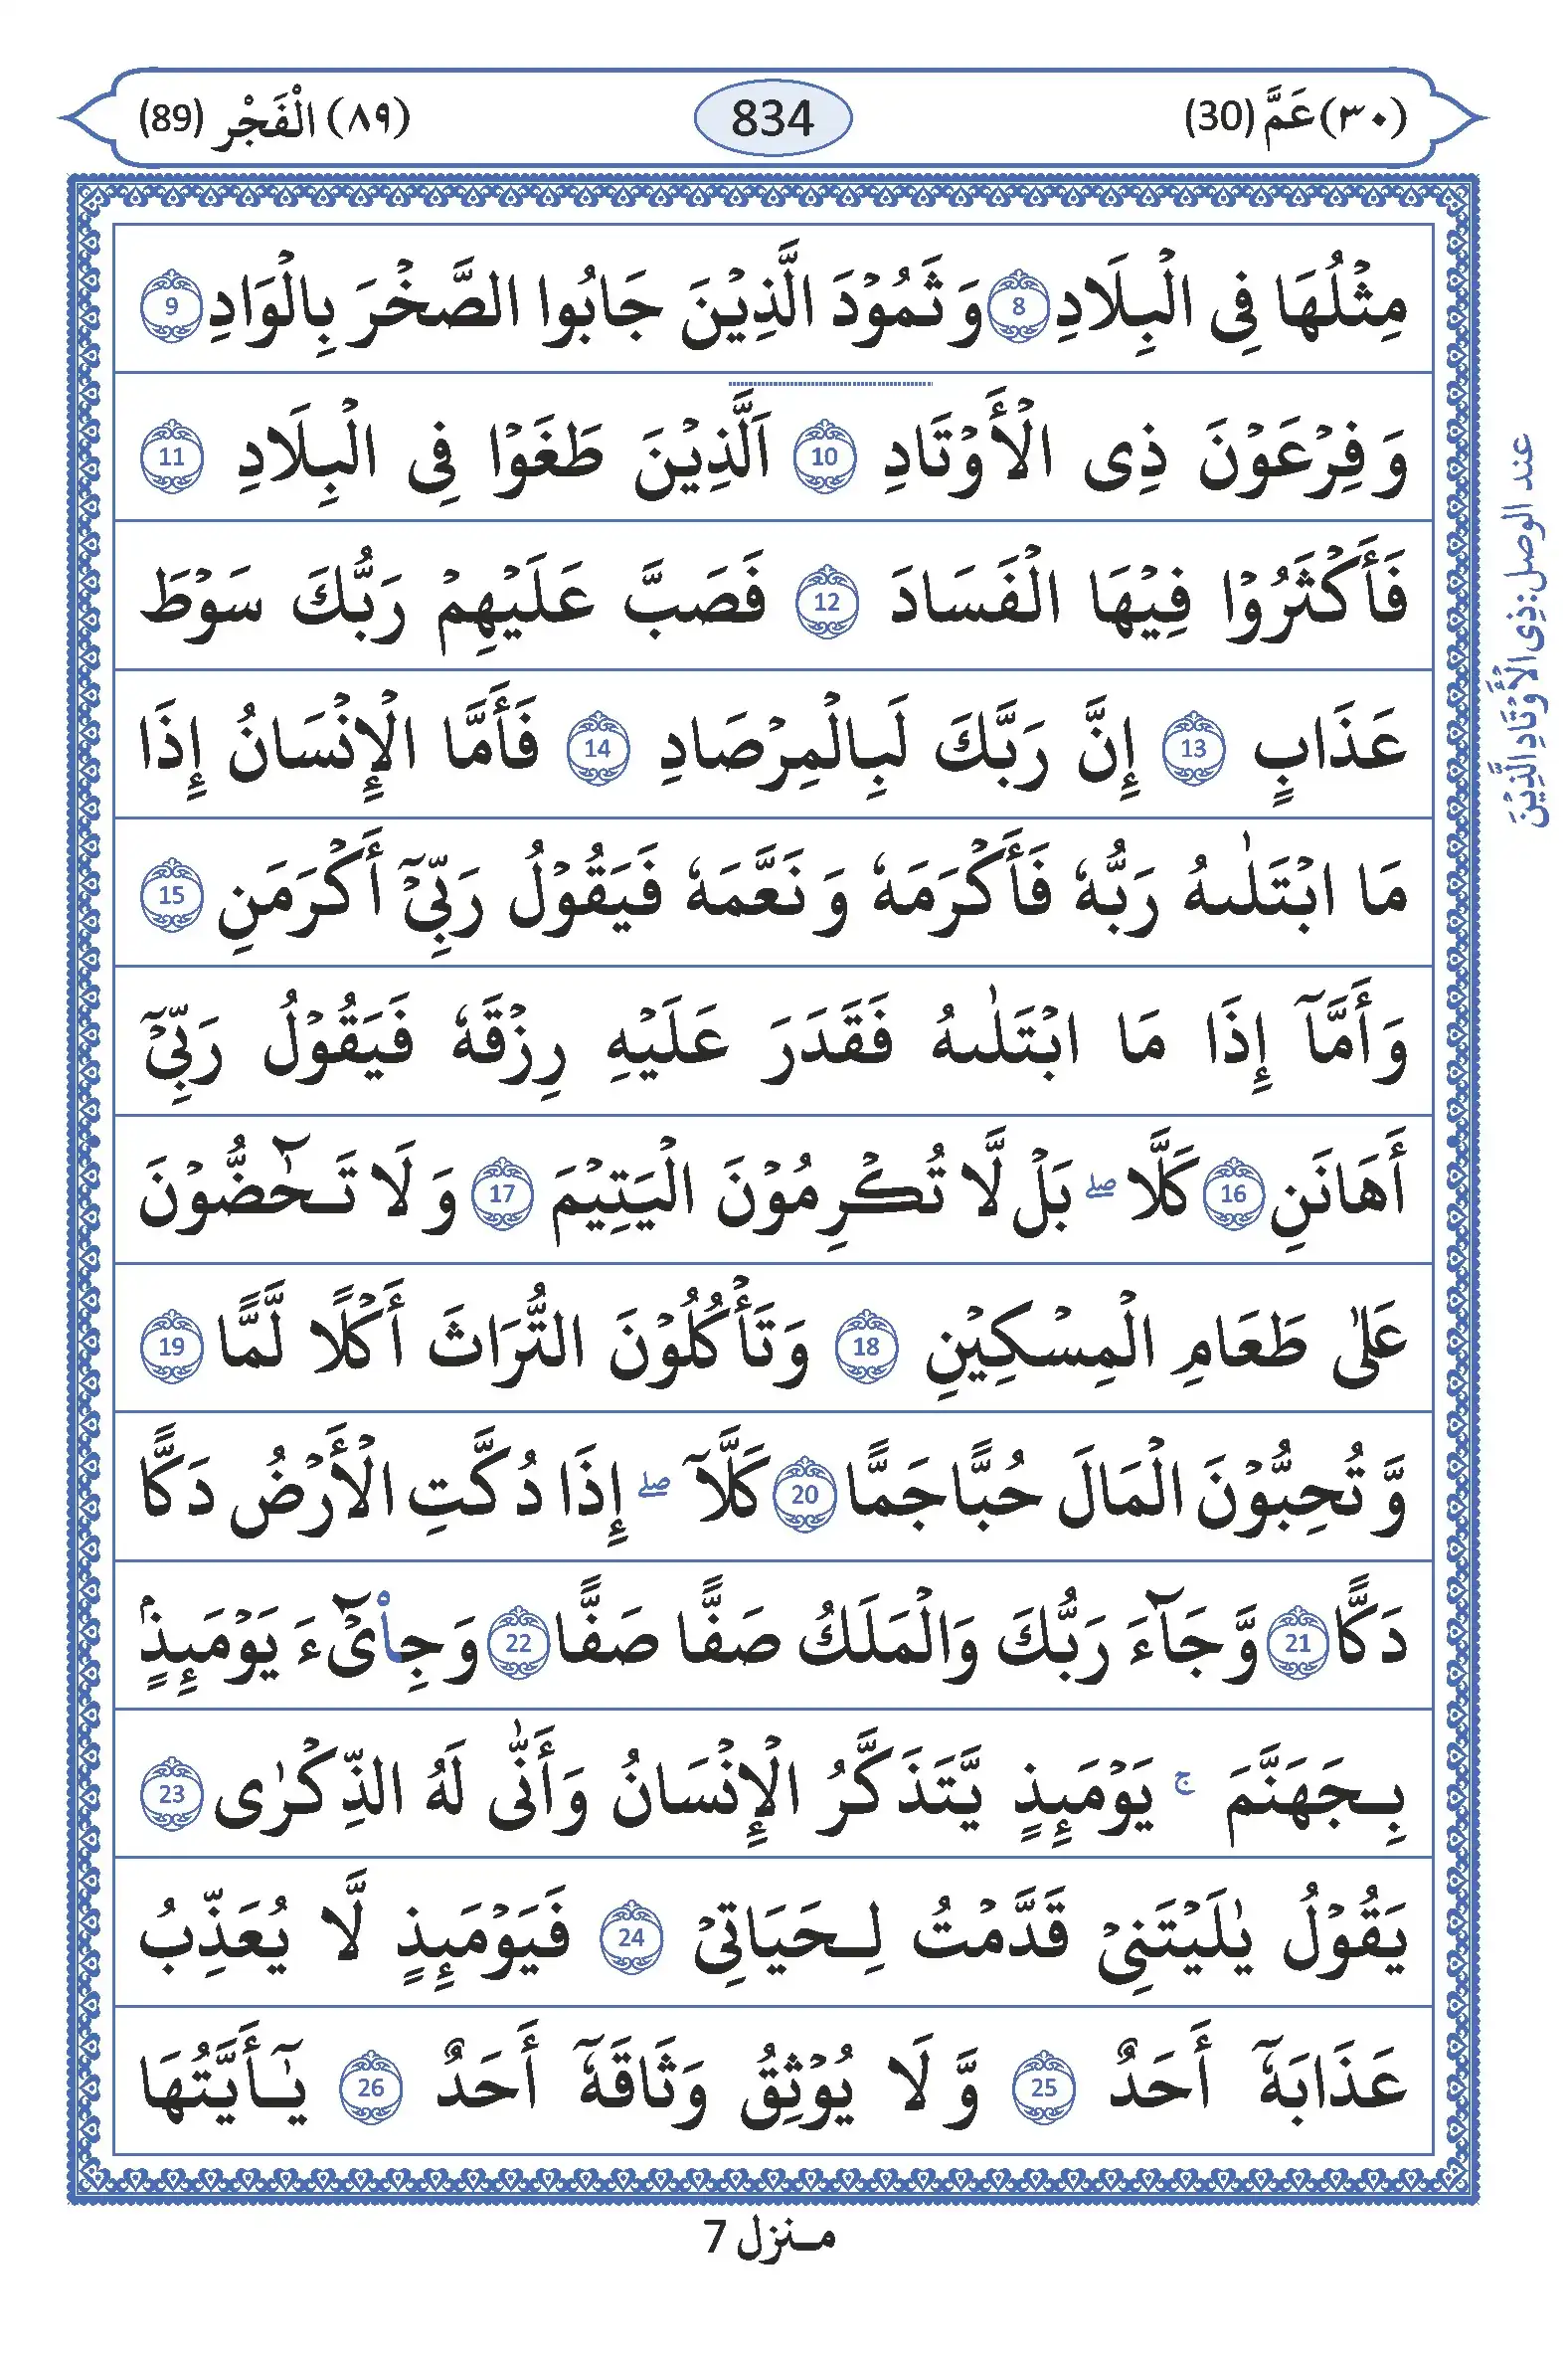 (٣٠) عَمَّ (30) 834 (٨٩) الْفَجْر (89)
مِثْلُهَا فِى الْبِلَادِ 8 وَ ثَمُوْدَ الَّذِيْنَ جَابُوا الصَّخْرَ بِالْوَادِ 9
وَ فِرْعَوْنَ ذِى الْأَوْتَادِ 10 اَلَّذِيْنَ طَغَوْا فِى الْبِلَادِ 11
فَأَكْثَرُوْا فِيْهَا الْفَسَادَ 12 فَصَبَّ عَلَيْهِمْ رَبُّكَ سَوْطَ
عَذَابٍ 13 إِنَّ رَبَّكَ لَبِالْمِرْصَادِ 14 فَأَمَّا الْإِنْسَانُ إِذَا
مَا ابْتَلٰىهُ رَبُّهٗ فَأَكْرَمَهٗ وَ نَعَّمَهٗ فَيَقُوْلُ رَبِّىْٓ أَكْرَمَنِ 15
وَ أَمَّآ إِذَا مَا ابْتَلٰىهُ فَقَدَرَ عَلَيْهِ رِزْقَهٗ فَيَقُوْلُ رَبِّىْٓ
أَهَانَنِ 16 كَلَّا ۖ بَلْ لَّا تُكْرِمُوْنَ الْيَتِيْمَ 17 وَ لَا تَحٰٓضُّوْنَ
عَلٰى طَعَامِ الْمِسْكِيْنِ 18 وَ تَأْكُلُوْنَ التُّرَاثَ أَكْلًا لَّمًّا 19
وَّ تُحِبُّوْنَ الْمَالَ حُبًّا جَمًّا 20 كَلَّآ ۖ إِذَا دُكَّتِ الْأَرْضُ دَكًّا
دَكًّا 21 وَّ جَآءَ رَبُّكَ وَالْمَلَكُ صَفًّا صَفًّا 22 وَ جِا۟ىْٓءَ يَوْمَئِذٍۭ
بِجَهَنَّمَ ۚ يَوْمَئِذٍ يَّتَذَكَّرُ الْإِنْسَانُ وَ أَنّٰى لَهُ الذِّكْرٰى 23
يَقُوْلُ يٰلَيْتَنِىْ قَدَّمْتُ لِحَيَاتِىْ 24 فَيَوْمَئِذٍ لَّا يُعَذِّبُ
عَذَابَهٗٓ أَحَدٌ 25 وَّ لَا يُوْثِقُ وَثَاقَهٗٓ أَحَدٌ 26 يٰٓأَيَّتُهَا
عند الوصل: ذِى الْأَوْتَادِ الَّذِيْنَ
مـنزل 7